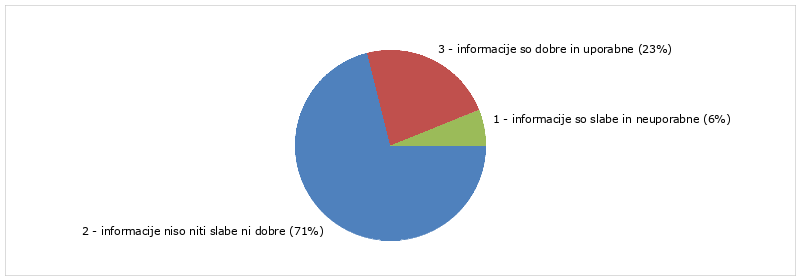 3 - informacije so dobre in uporabne (23%)
1 - informacije so slabe in neuporabne (6%)
2 - informacije niso niti slabe ni dobre (71%)